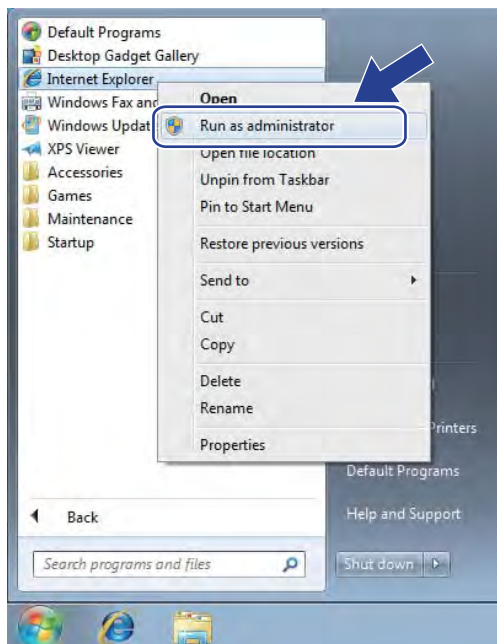 Default Programs
Desktop Gadget Gallery
Internet Explorer
Windows Fax and
Windows Updat
XPS Viewer
Accessories
Games
Maintenance
Startup
Open
Run as administrator
Open file location
Unpin from Taskbar
Pin to Start Menu
Restore previous versions
Send to
Cut
Copy
Delete
Rename
Properties
Printers
Default Programs
Help and Support
Back
Search programs and files
Shut down